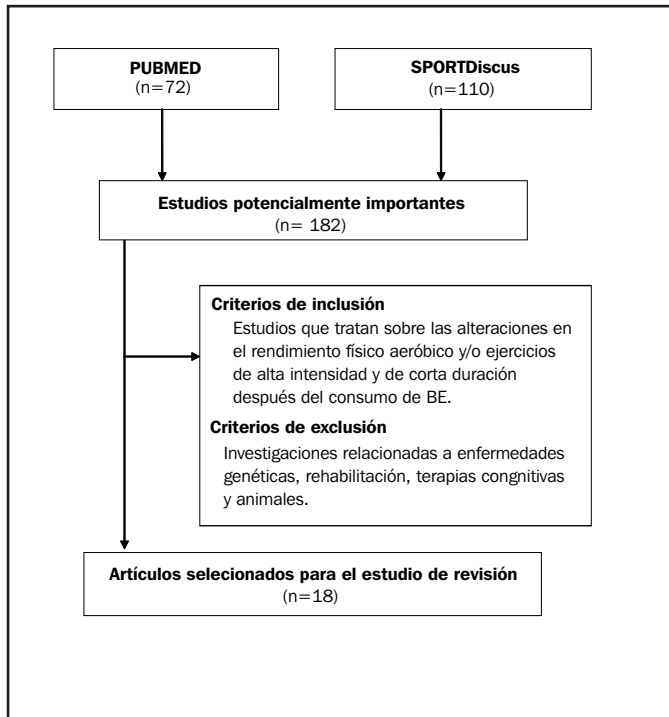 PUBMED
(n=72)
SPORTDiscus
(n=110)
Estudios potencialmente importantes
(n= 182)
Criterios de inclusión
Estudios que tratan sobre las alteraciones en
el rendimiento físico aeróbico y/o ejercicios
de alta intensidad y de corta duración
después del consumo de BE.
Criterios de exclusión
Investigaciones relacionadas a enfermedades
genéticas, rehabilitación, terapias congnitivas
y animales.
Artículos selecionados para el estudio de revisión
(n=18)